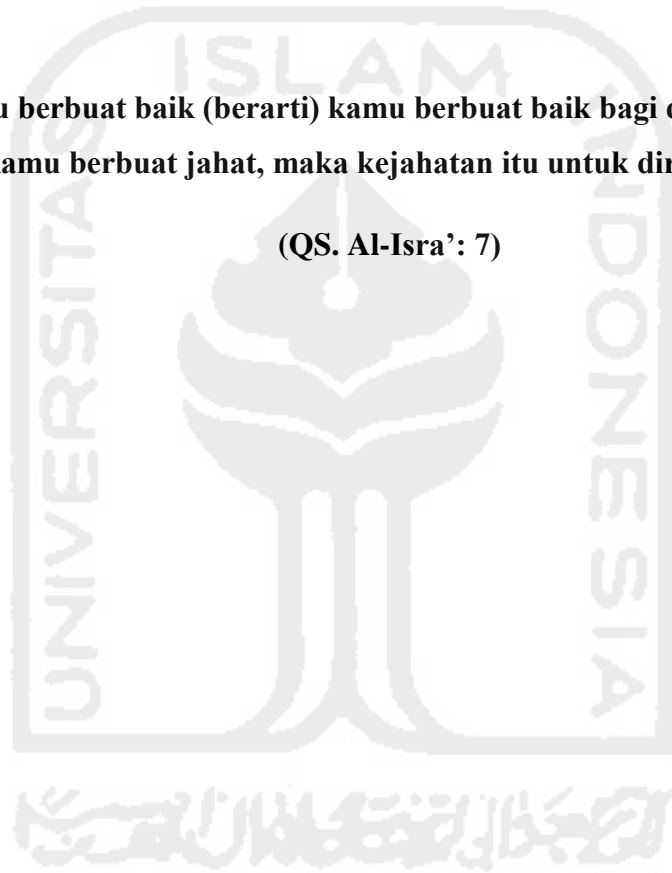 ISLAM
UNIVERSITAS
INDONESIA
berbuat baik (berarti) kamu berbuat baik bagi
kamu berbuat jahat, maka kejahatan itu untuk
(QS. Al-Isra’: 7)